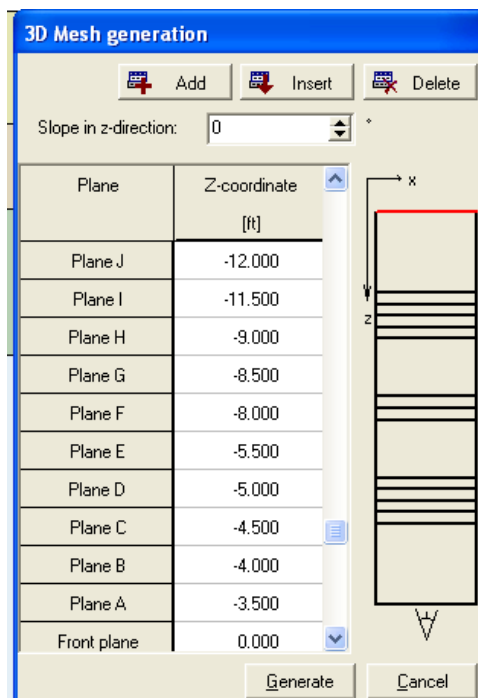 3D Mesh generation
Add Insert Delete
Slope in z-direction: 0 °
Plane Z-coordinate
[ft]
Plane J -12.000
Plane I -11.500
Plane H -9.000
Plane G -8.500
Plane F -8.000
Plane E -5.500
Plane D -5.000
Plane C -4.500
Plane B -4.000
Plane A -3.500
Front plane 0.000
x
z
Generate Cancel